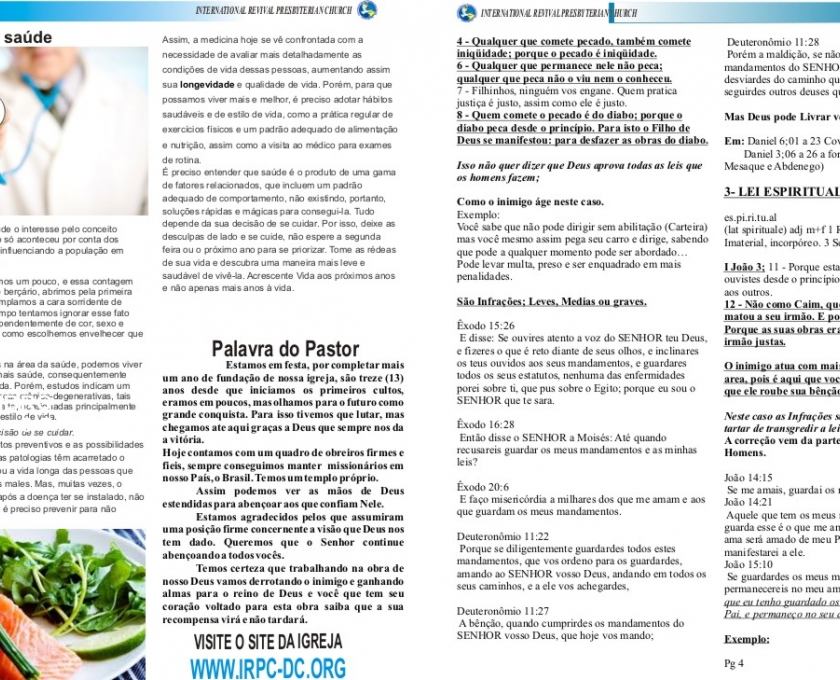 INTERNATIONAL REVIVAL PRESBYTERIAN CHURCH
saúde
de o interesse pelo conceito
só aconteceu por conta dos
influenciando a população em
mos um pouco, e essa contagem
berçário, abrimos pela primeira
mplamos a cara sorridente de
mpo tentamos ignorar esse fato
pendentemente de cor, sexo e
como escolhemos envelhecer que
s na área da saúde, podemos viver
mais saúde, consequentemente
da. Porém, estudos indicam um
degenerativas, tais
nadas principalmente
estilo de vida.
cisão de se cuidar.
tos preventivos e as possibilidades
as patologias têm acarretado o
ou a vida longa das pessoas que
s males. Mas, muitas vezes, o
após a doença ter se instalado, não
é preciso prevenir para não
Assim, a medicina hoje se vê confrontada com a
necessidade de avaliar mais detalhadamente as
condições de vida dessas pessoas, aumentando assim
sua longevidade e qualidade de vida. Porém, para que
possamos viver mais e melhor, é preciso adotar hábitos
saudáveis e de estilo de vida, como a prática regular de
exercícios físicos e um padrão adequado de alimentação
e nutrição, assim como a visita ao médico para exames
de rotina.
É preciso entender que saúde é o produto de uma gama
de fatores relacionados, que incluem um padrão
adequado de comportamento, não existindo, portanto,
soluções rápidas e mágicas para consegui-la. Tudo
depende da sua decisão de se cuidar. Por isso, deixe as
desculpas de lado e se cuide, não espere a segunda
feira ou o próximo ano para se priorizar. Tome as rédeas
de sua vida e descubra uma maneira mais leve e
saudável de vivê-la. Acrescente Vida aos próximos anos
e não apenas mais anos à vida.
Palavra do Pastor
Estamos em festa, por completar mais
um ano de fundação de nossa igreja, são treze (13)
anos desde que iniciamos os primeiros cultos,
eramos em poucos, mas olhamos para o futuro como
grande conquista. Para isso tivemos que lutar, mas
chegamos ate aqui graças a Deus que sempre nos da
a vitória.
Hoje contamos com um quadro de obreiros firmes e
fieis, sempre conseguimos manter missionários em
nosso País, o Brasil. Temos um templo próprio.
Assim podemos ver as mãos de Deus
estendidas para abençoar aos que confiam Nele.
Estamos agradecidos pelos que assumiram
uma posição firme concernente a visão que Deus nos
tem dado. Queremos que o Senhor continue
abençoando a todos vocês.
Temos certeza que trabalhando na obra de
nosso Deus vamos derrotando o inimigo e ganhando
almas para o reino de Deus e você que tem seu
coração voltado para esta obra saiba que a sua
recompensa virá e não tardará.
VISITE O SITE DA IGREJA
WWW.IRPC-DC.ORG
INTERNATIONAL REVIVAL PRESBYTERIAN CHURCH
4 - Qualquer que comete pecado, também comete
iniqüidade; porque o pecado é iniqüidade.
6 - Qualquer que permanece nele não peca;
qualquer que peca não o viu nem o conheceu.
7 - Filhinhos, ninguém vos engane. Quem pratica
justiça é justo, assim como ele é justo.
8 - Quem comete o pecado é do diabo; porque o
diabo peca desde o princípio. Para isto o Filho de
Deus se manifestou: para desfazer as obras do diabo.
Isso não quer dizer que Deus aprova todas as leis que
os homens fazem;
Como o inimigo áge neste caso.
Exemplo:
Você sabe que não pode dirigir sem abilitação (Carteira)
mas você mesmo assim pega seu carro e dirige, sabendo
que pode a qualquer momento pode ser abordado…
Pode levar multa, preso e ser enquadrado em mais
penalidades.
São Infrações; Leves, Medias ou graves.
Êxodo 15:26
E disse: Se ouvires atento a voz do SENHOR teu Deus,
e fizeres o que é reto diante de seus olhos, e inclinares
os teus ouvidos aos seus mandamentos, e guardares
todos os seus estatutos, nenhuma das enfermidades
porei sobre ti, que pus sobre o Egito; porque eu sou o
SENHOR que te sara.
Êxodo 16:28
Então disse o SENHOR a Moisés: Até quando
recusareis guardar os meus mandamentos e as minhas
leis?
Êxodo 20:6
E faço misericórdia a milhares dos que me amam e aos
que guardam os meus mandamentos.
Deuteronômio 11:22
Porque se diligentemente guardardes todos estes
mandamentos, que vos ordeno para os guardardes,
amando ao SENHOR vosso Deus, andando em todos os
seus caminhos, e a ele vos achegardes,
Deuteronômio 11:27
A bênção, quando cumprirdes os mandamentos do
SENHOR vosso Deus, que hoje vos mando;
Deuteronômio 11:28
Porém a maldição, se não
mandamentos do SENHO
desviardes do caminho qu
seguirdes outros deuses qu
Mas Deus pode Livrar v
Em: Daniel 6;01 a 23 Cov
Daniel 3;06 a 26 a for
Mesaque e Abdenego)
3- LEI ESPIRITUAL
es.pi.ri.tu.al
(lat spirituale) adj m+f 1 R
Imaterial, incorpóreo. 3 Se
I João 3; 11 - Porque esta
ouvistes desde o princípio
aos outros.
12 - Não como Caim, qu
matou a seu irmão. E po
Porque as suas obras era
irmão justas.
O inimigo atua com mais
area, pois é aqui que voc
que ele roube sua bênçã
Neste caso as Infrações s
tartar de transgredir a lei
A correção vem da parte
Homens.
João 14:15
Se me amais, guardai os m
João 14:21
Aquele que tem os meus m
guarda esse é o que me am
ama será amado de meu P
manifestarei a ele.
João 15:10
Se guardardes os meus m
permanecereis no meu am
que eu tenho guardado os
Pai, e permaneço no seu a
Exemplo:
Pg 4